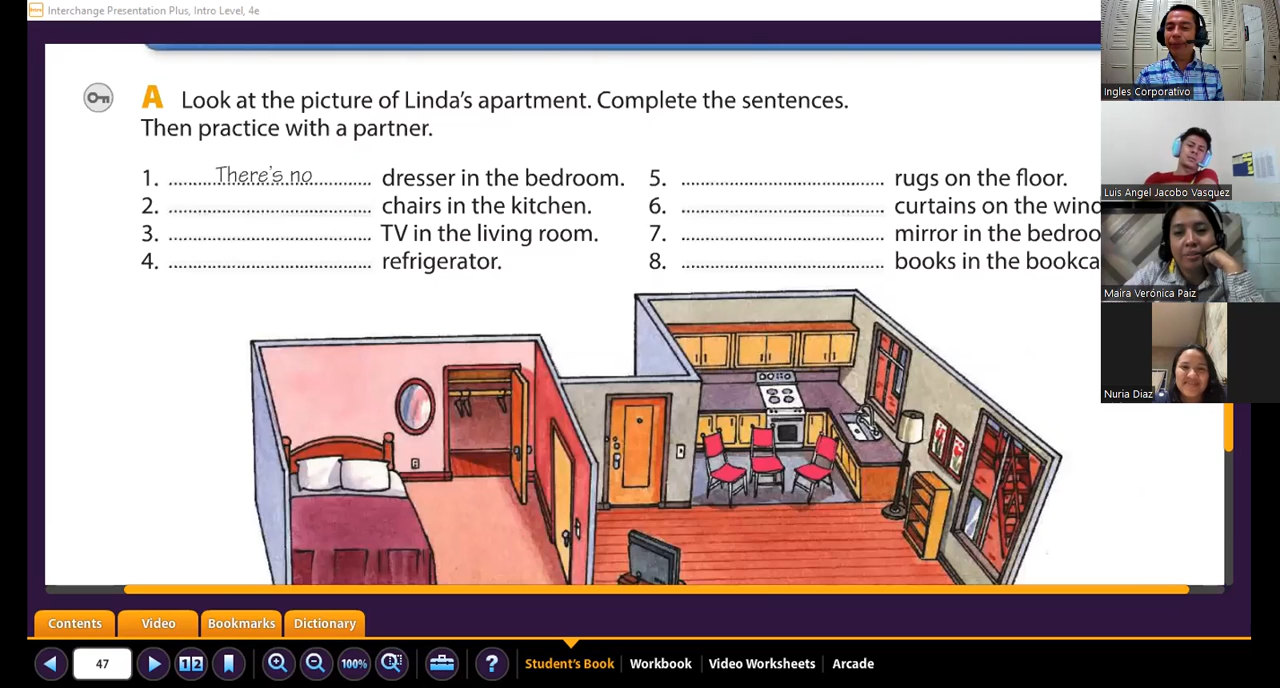 Interchange Presentation Plus, Intro Level, 4e
A Look at the picture of Linda's apartment. Complete the sentences.
Then practice with a partner.
1. There's no dresser in the bedroom.
2. chairs in the kitchen.
3. TV in the living room.
4. refrigerator.
5. rugs on the floor.
6. curtains on the wind
7. mirror in the bedroo
8. books in the bookca
Ingles Corporativo
Luis Angel Jacobo Vasquez
Maira Verónica Paiz
Nuria Diaz
Contents Video Bookmarks Dictionary
47 12 100% ? Student's Book Workbook Video Worksheets Arcade